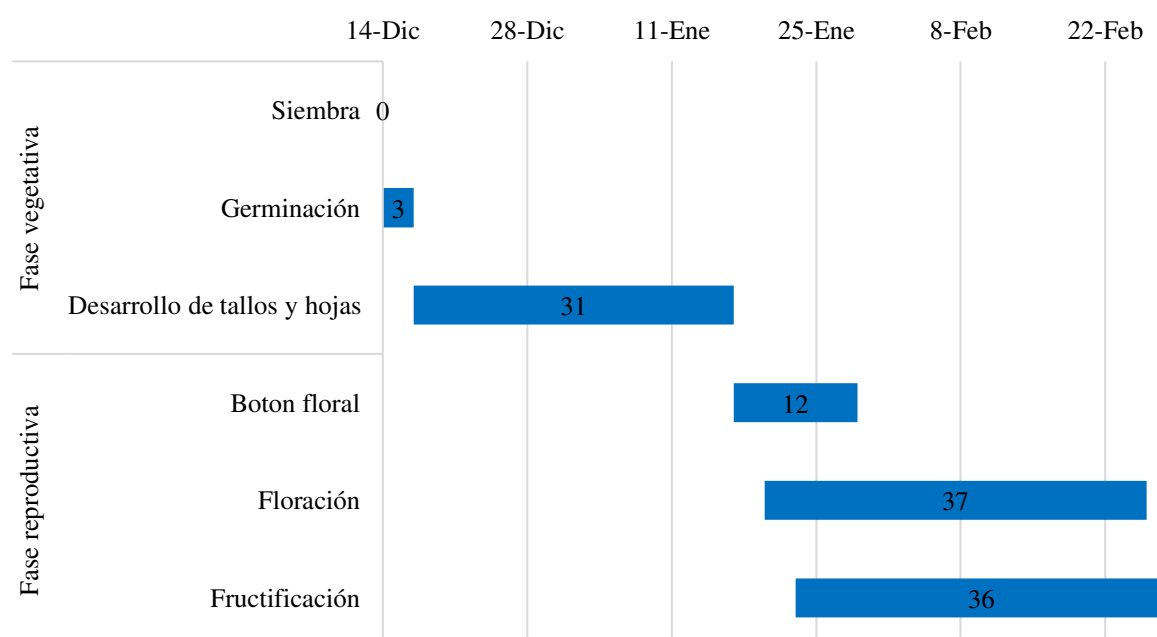 14-Dic 28-Dic 11-Ene 25-Ene 8-Feb 22-Feb
Fase vegetativa
Siembra 0
Germinación 3
Desarrollo de tallos y hojas 31
Fase reproductiva
Boton floral 12
Floración 37
Fructificación 36